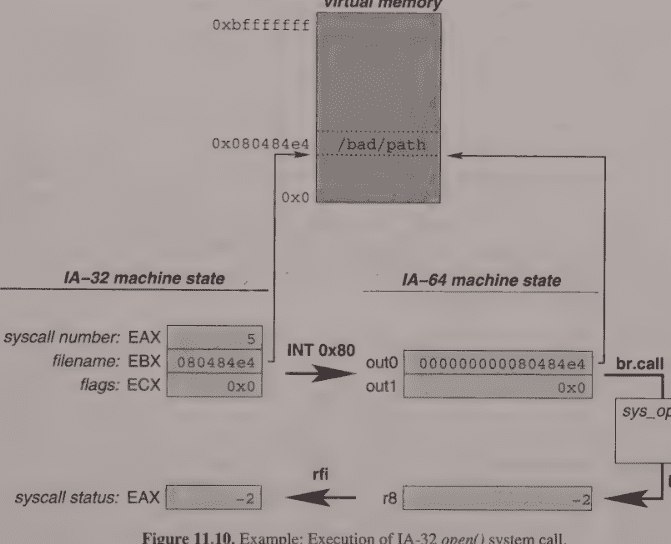 virtual memory
0xbfffffff
0x080484e4 /bad/path
0x0
IA-32 machine state
IA-64 machine state
syscall number: EAX 5
filename: EBX 080484e4
flags: ECX 0x0
INT 0x80
out0 00000000080484e4
out1 0x0
br.call
sys_op
rfi
syscall status: EAX -2
r8 -2
Figure 11.10. Example: Execution of IA-32 open() system call.